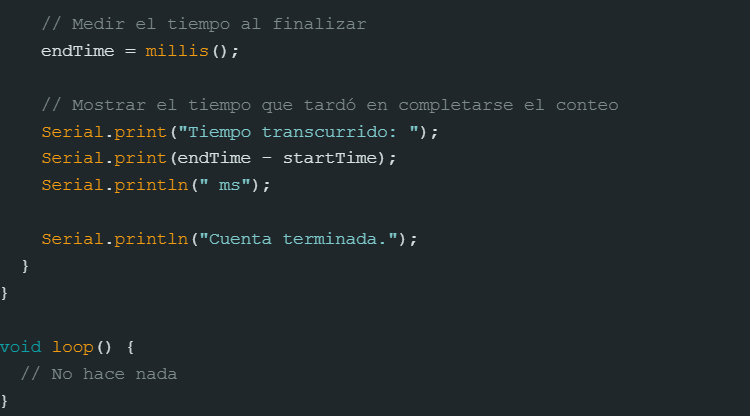 // Medir el tiempo al finalizar
endTime = millis();
// Mostrar el tiempo que tardó en completarse el conteo
Serial.print("Tiempo transcurrido: ");
Serial.print(endTime - startTime);
Serial.println(" ms");
Serial.println("Cuenta terminada.");
}
}
void loop() {
// No hace nada
}